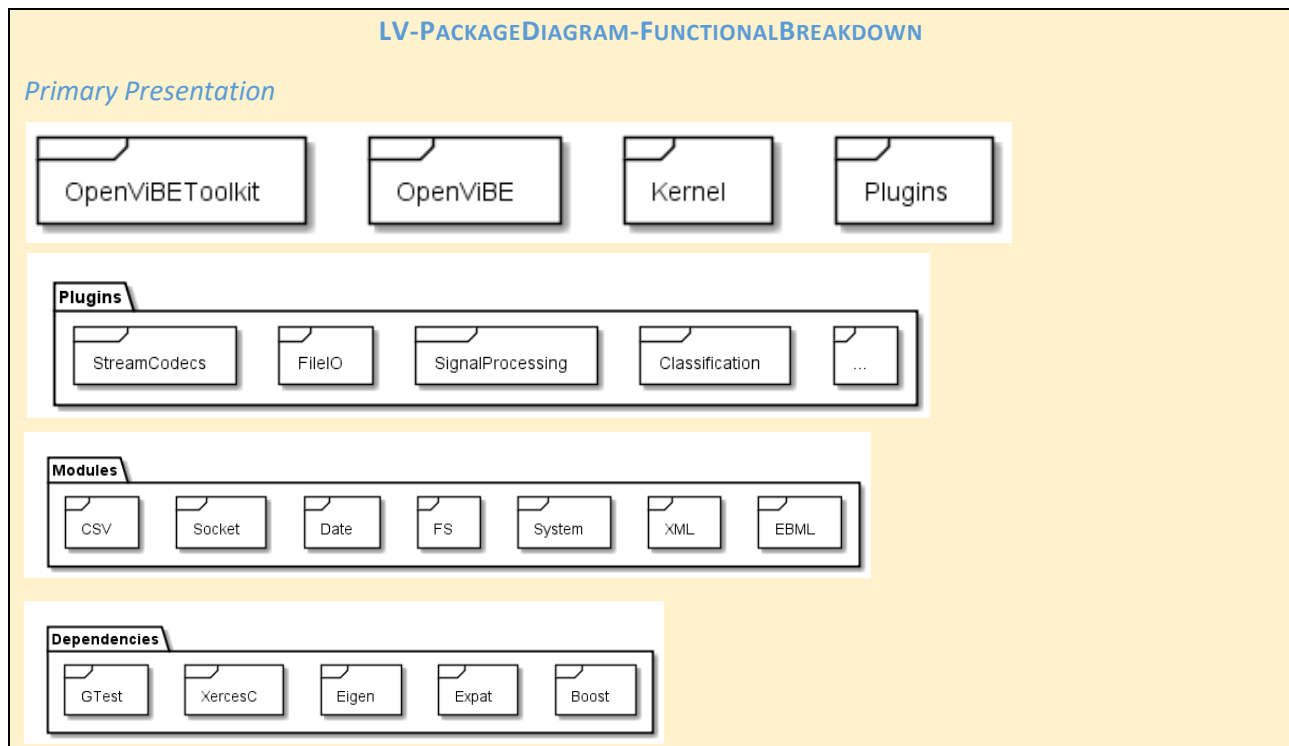 LV-PACKAGEDIAGRAM-FUNCTIONALBREAKDOWN
Primary Presentation
OpenViBEToolkit OpenViBE Kernel Plugins
Plugins
StreamCodecs FileIO SignalProcessing Classification ...
Modules
CSV Socket Date FS System XML EBML
Dependencies
GTest XercesC Eigen Expat Boost